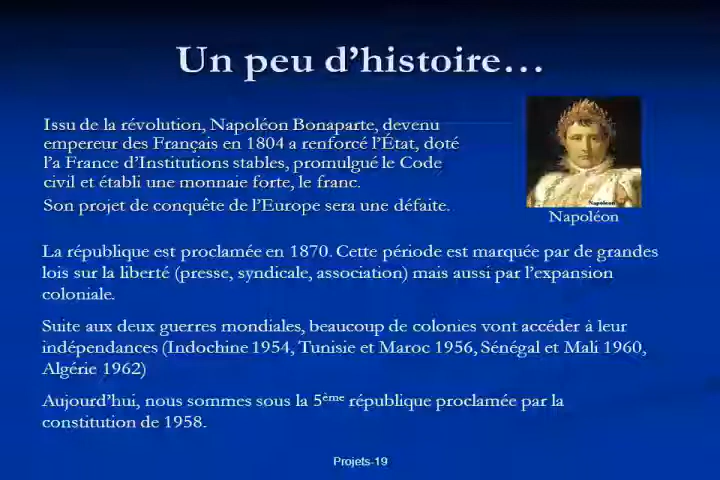 Un peu d'histoire…
Issu de la révolution, Napoléon Bonaparte, devenu
empereur des Français en 1804 a renforcé l'État, doté
l'a France d'Institutions stables, promulgué le Code
civil et établi une monnaie forte, le franc.
Son projet de conquête de l'Europe sera une défaite.
Napoléon
Napoléon
La république est proclamée en 1870. Cette période est marquée par de grandes
lois sur la liberté (presse, syndicale, association) mais aussi par l'expansion
coloniale.
Suite aux deux guerres mondiales, beaucoup de colonies vont accéder à leur
indépendances (Indochine 1954, Tunisie et Maroc 1956, Sénégal et Mali 1960,
Algérie 1962)
Aujourd'hui, nous sommes sous la 5ème république proclamée par la
constitution de 1958.
Projets-19